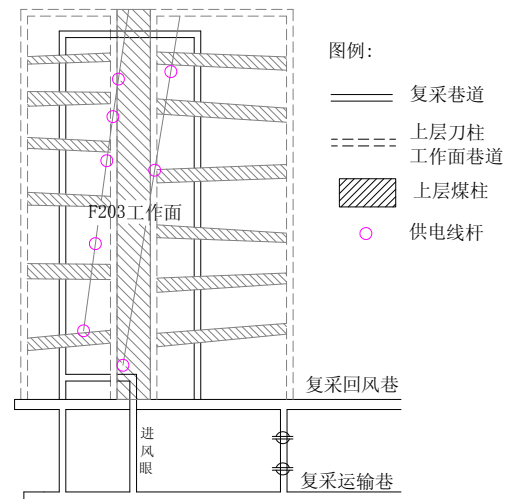 图例:
复采巷道
上层刀柱
工作面巷道
上层煤柱
供电线杆
F203工作面
复采回风巷
进风眼
复采运输巷